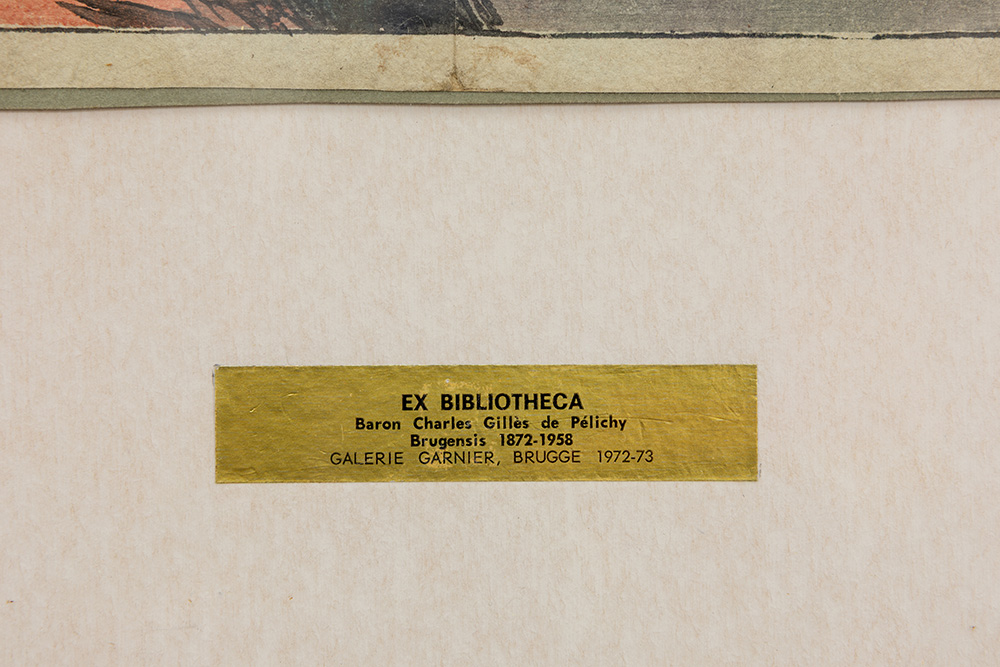 EX BIBLIOTHECA
Baron Charles Gillès de Pélichy
Brugensis 1872-1958
GALERIE GARNIER, BRUGGE 1972-73